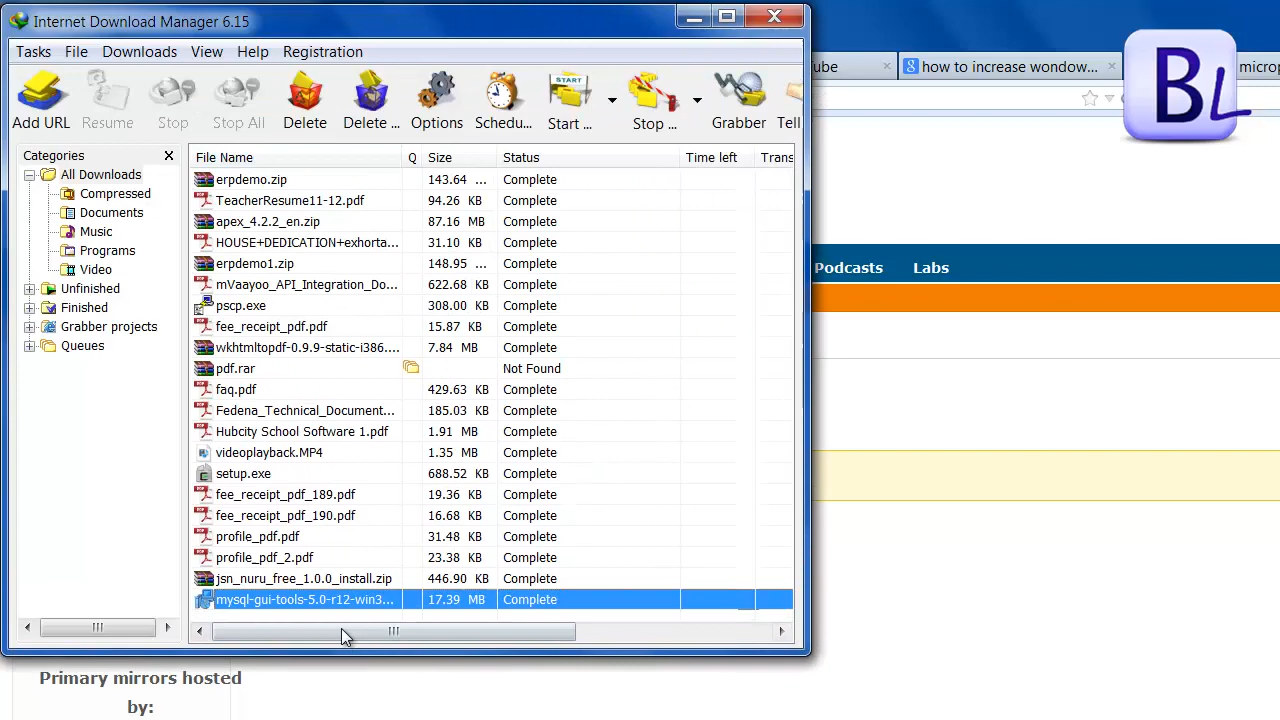 Internet Download Manager 6.15
Tasks File Downloads View Help Registration
Add URL Resume Stop Stop All Delete Delete ... Options Schedu... Start ... Stop ... Grabber Tell
Categories
All Downloads
Compressed
Documents
Music
Programs
Video
Unfinished
Finished
Grabber projects
Queues
File Name Q Size Status Time left Trans
erpdemo.zip 143.64 ... Complete
TeacherResume11-12.pdf 94.26 KB Complete
apex_4.2.2_en.zip 87.16 MB Complete
HOUSE+DEDICATION+exhorta... 31.10 KB Complete
erpdemo1.zip 148.95 ... Complete
mVaayoo_API_Integration_Do... 622.68 KB Complete
pscp.exe 308.00 KB Complete
fee_receipt_pdf.pdf 15.87 KB Complete
wkhtmltopdf-0.9.9-static-i386.... 7.84 MB Complete
pdf.rar Not Found
faq.pdf 429.63 KB Complete
Fedena_Technical_Document... 185.03 KB Complete
Hubcity School Software 1.pdf 1.91 MB Complete
videoplayback.MP4 1.35 MB Complete
setup.exe 688.52 KB Complete
fee_receipt_pdf_189.pdf 19.36 KB Complete
fee_receipt_pdf_190.pdf 16.68 KB Complete
profile_pdf.pdf 31.48 KB Complete
profile_pdf_2.pdf 23.38 KB Complete
jsn_nuru_free_1.0.0_install.zip 446.90 KB Complete
mysql-gui-tools-5.0-r12-win3... 17.39 MB Complete
ube how to increase wondow... microp
BL
Podcasts Labs
Primary mirrors hosted
by: